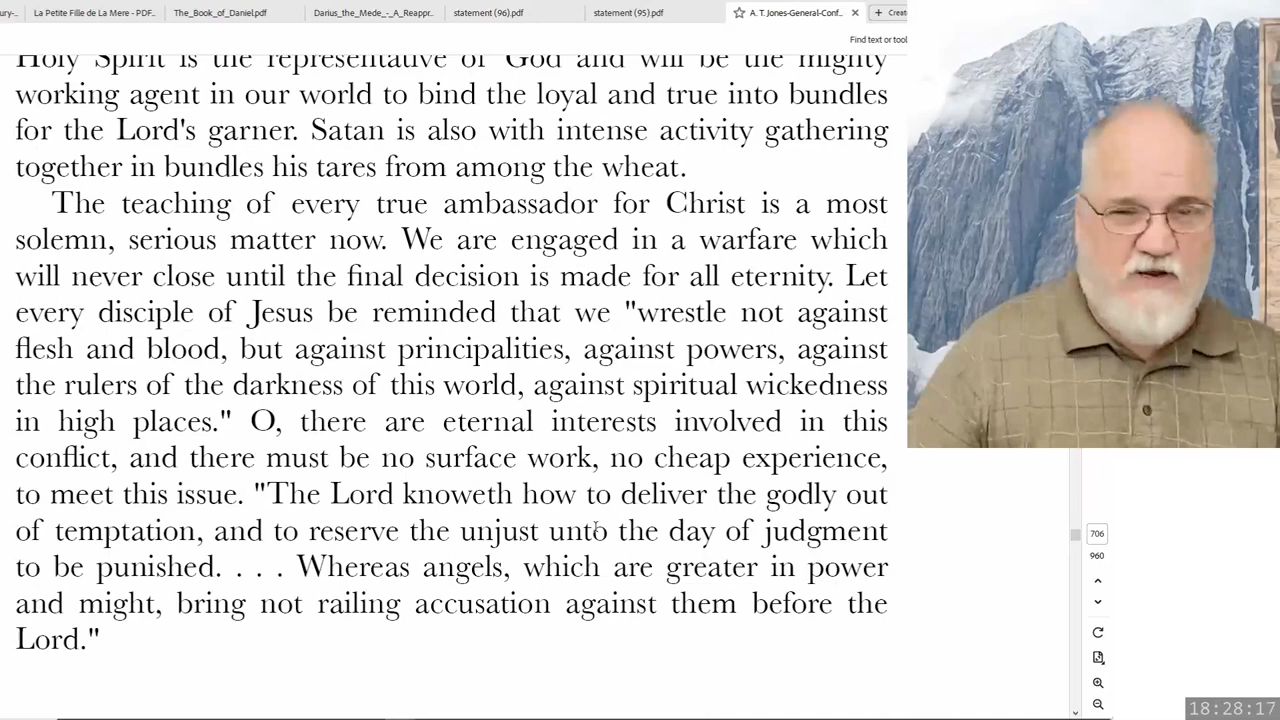 ury-..
La Petite Fille de La Mere - PDF...
The_Book_of_Daniel.pdf
Darius_the_Mede_-_A_Reappr...
statement (96).pdf
statement (95).pdf
A. T. Jones-General-Conf...
+ Create
Find text or tool
Holy Spirit is the representative of God and will be the mighty
working agent in our world to bind the loyal and true into bundles
for the Lord's garner. Satan is also with intense activity gathering
together in bundles his tares from among the wheat.
The teaching of every true ambassador for Christ is a most
solemn, serious matter now. We are engaged in a warfare which
will never close until the final decision is made for all eternity. Let
every disciple of Jesus be reminded that we "wrestle not against
flesh and blood, but against principalities, against powers, against
the rulers of the darkness of this world, against spiritual wickedness
in high places." O, there are eternal interests involved in this
conflict, and there must be no surface work, no cheap experience,
to meet this issue. "The Lord knoweth how to deliver the godly out
of temptation, and to reserve the unjust unto the day of judgment
to be punished. . . . Whereas angels, which are greater in power
and might, bring not railing accusation against them before the
Lord."
706
960
18:28:17